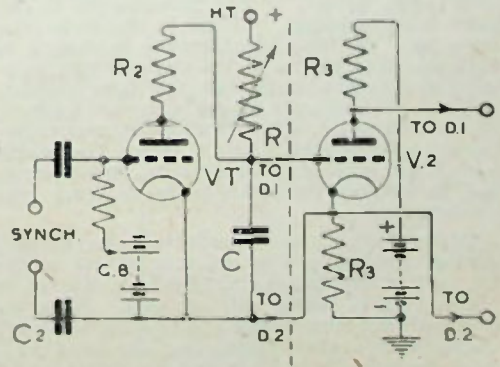 HT +
R2
R
R3
TO D.1
VT
TO
D.1
V.2
SYNCH.
G.B
C
+
R3
-
TO
D.2
C2
TO
D.2